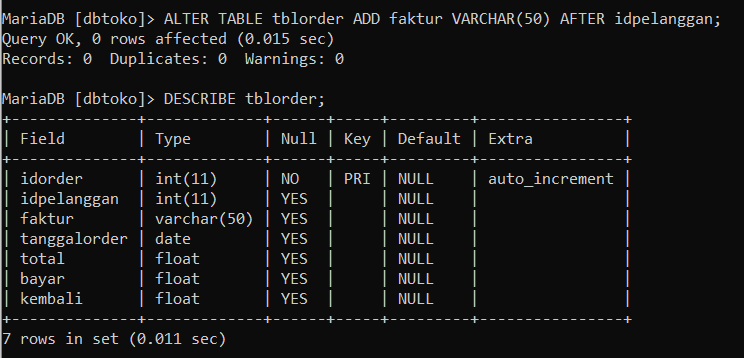 MariaDB [dbtoko]> ALTER TABLE tblorder ADD faktur VARCHAR(50) AFTER idpelanggan;
Query OK, 0 rows affected (0.015 sec)
Records: 0  Duplicates: 0  Warnings: 0

MariaDB [dbtoko]> DESCRIBE tblorder;
+--------------+-------------+------+-----+---------+----------------+
| Field        | Type        | Null | Key | Default | Extra          |
+--------------+-------------+------+-----+---------+----------------+
| idorder      | int(11)     | NO   | PRI | NULL    | auto_increment |
| idpelanggan  | int(11)     | YES  |     | NULL    |                |
| faktur       | varchar(50) | YES  |     | NULL    |                |
| tanggalorder | date        | YES  |     | NULL    |                |
| total        | float       | YES  |     | NULL    |                |
| bayar        | float       | YES  |     | NULL    |                |
| kembali      | float       | YES  |     | NULL    |                |
+--------------+-------------+------+-----+---------+----------------+
7 rows in set (0.011 sec)